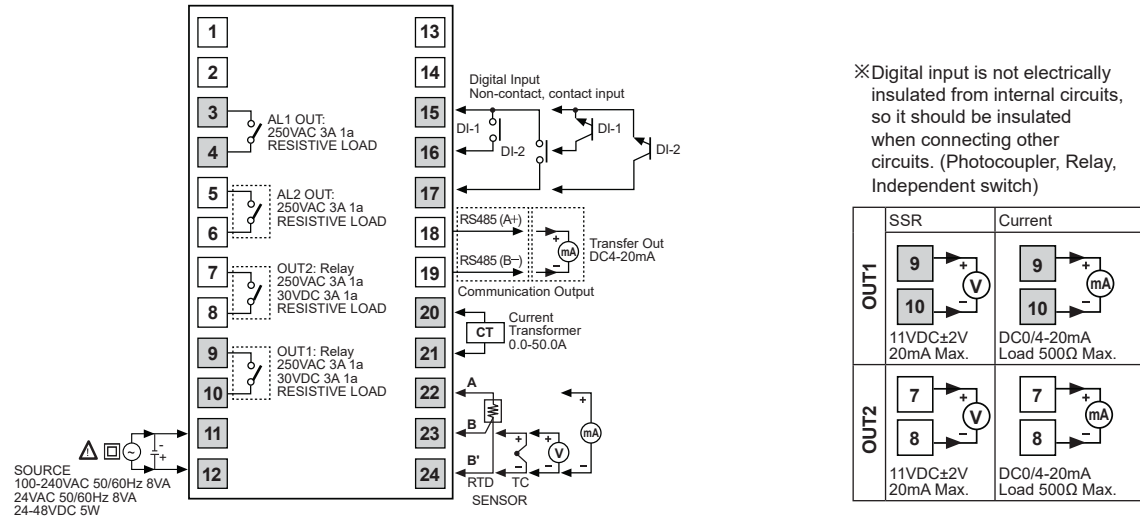 1
2
3
4
5
6
7
8
9
10
11
12
13
14
15
16
17
18
19
20
21
22
23
24
AL1 OUT:
250VAC 3A 1a
RESISTIVE LOAD
AL2 OUT:
250VAC 3A 1a
RESISTIVE LOAD
OUT2: Relay
250VAC 3A 1a
30VDC 3A 1a
RESISTIVE LOAD
OUT1: Relay
250VAC 3A 1a
30VDC 3A 1a
RESISTIVE LOAD
~
-
+
SOURCE
100-240VAC 50/60Hz 8VA
24VAC 50/60Hz 8VA
24-48VDC 5W
Digital Input
Non-contact, contact input
DI-1
DI-2
DI-1
DI-2
RS485 (A+)
RS485 (B−)
+
mA
−
Transfer Out
DC4-20mA
Communication Output
CT
Current
Transformer
0.0-50.0A
A
B
B'
RTD
+
−
TC
+
V
−
+
mA
−
SENSOR
※Digital input is not electrically
insulated from internal circuits,
so it should be insulated
when connecting other
circuits. (Photocoupler, Relay,
Independent switch)
SSR
Current
OUT1
9
10
+
V
−
11VDC±2V
20mA Max.
9
10
+
mA
−
DC0/4-20mA
Load 500Ω Max.
OUT2
7
8
+
V
−
11VDC±2V
20mA Max.
7
8
+
mA
−
DC0/4-20mA
Load 500Ω Max.